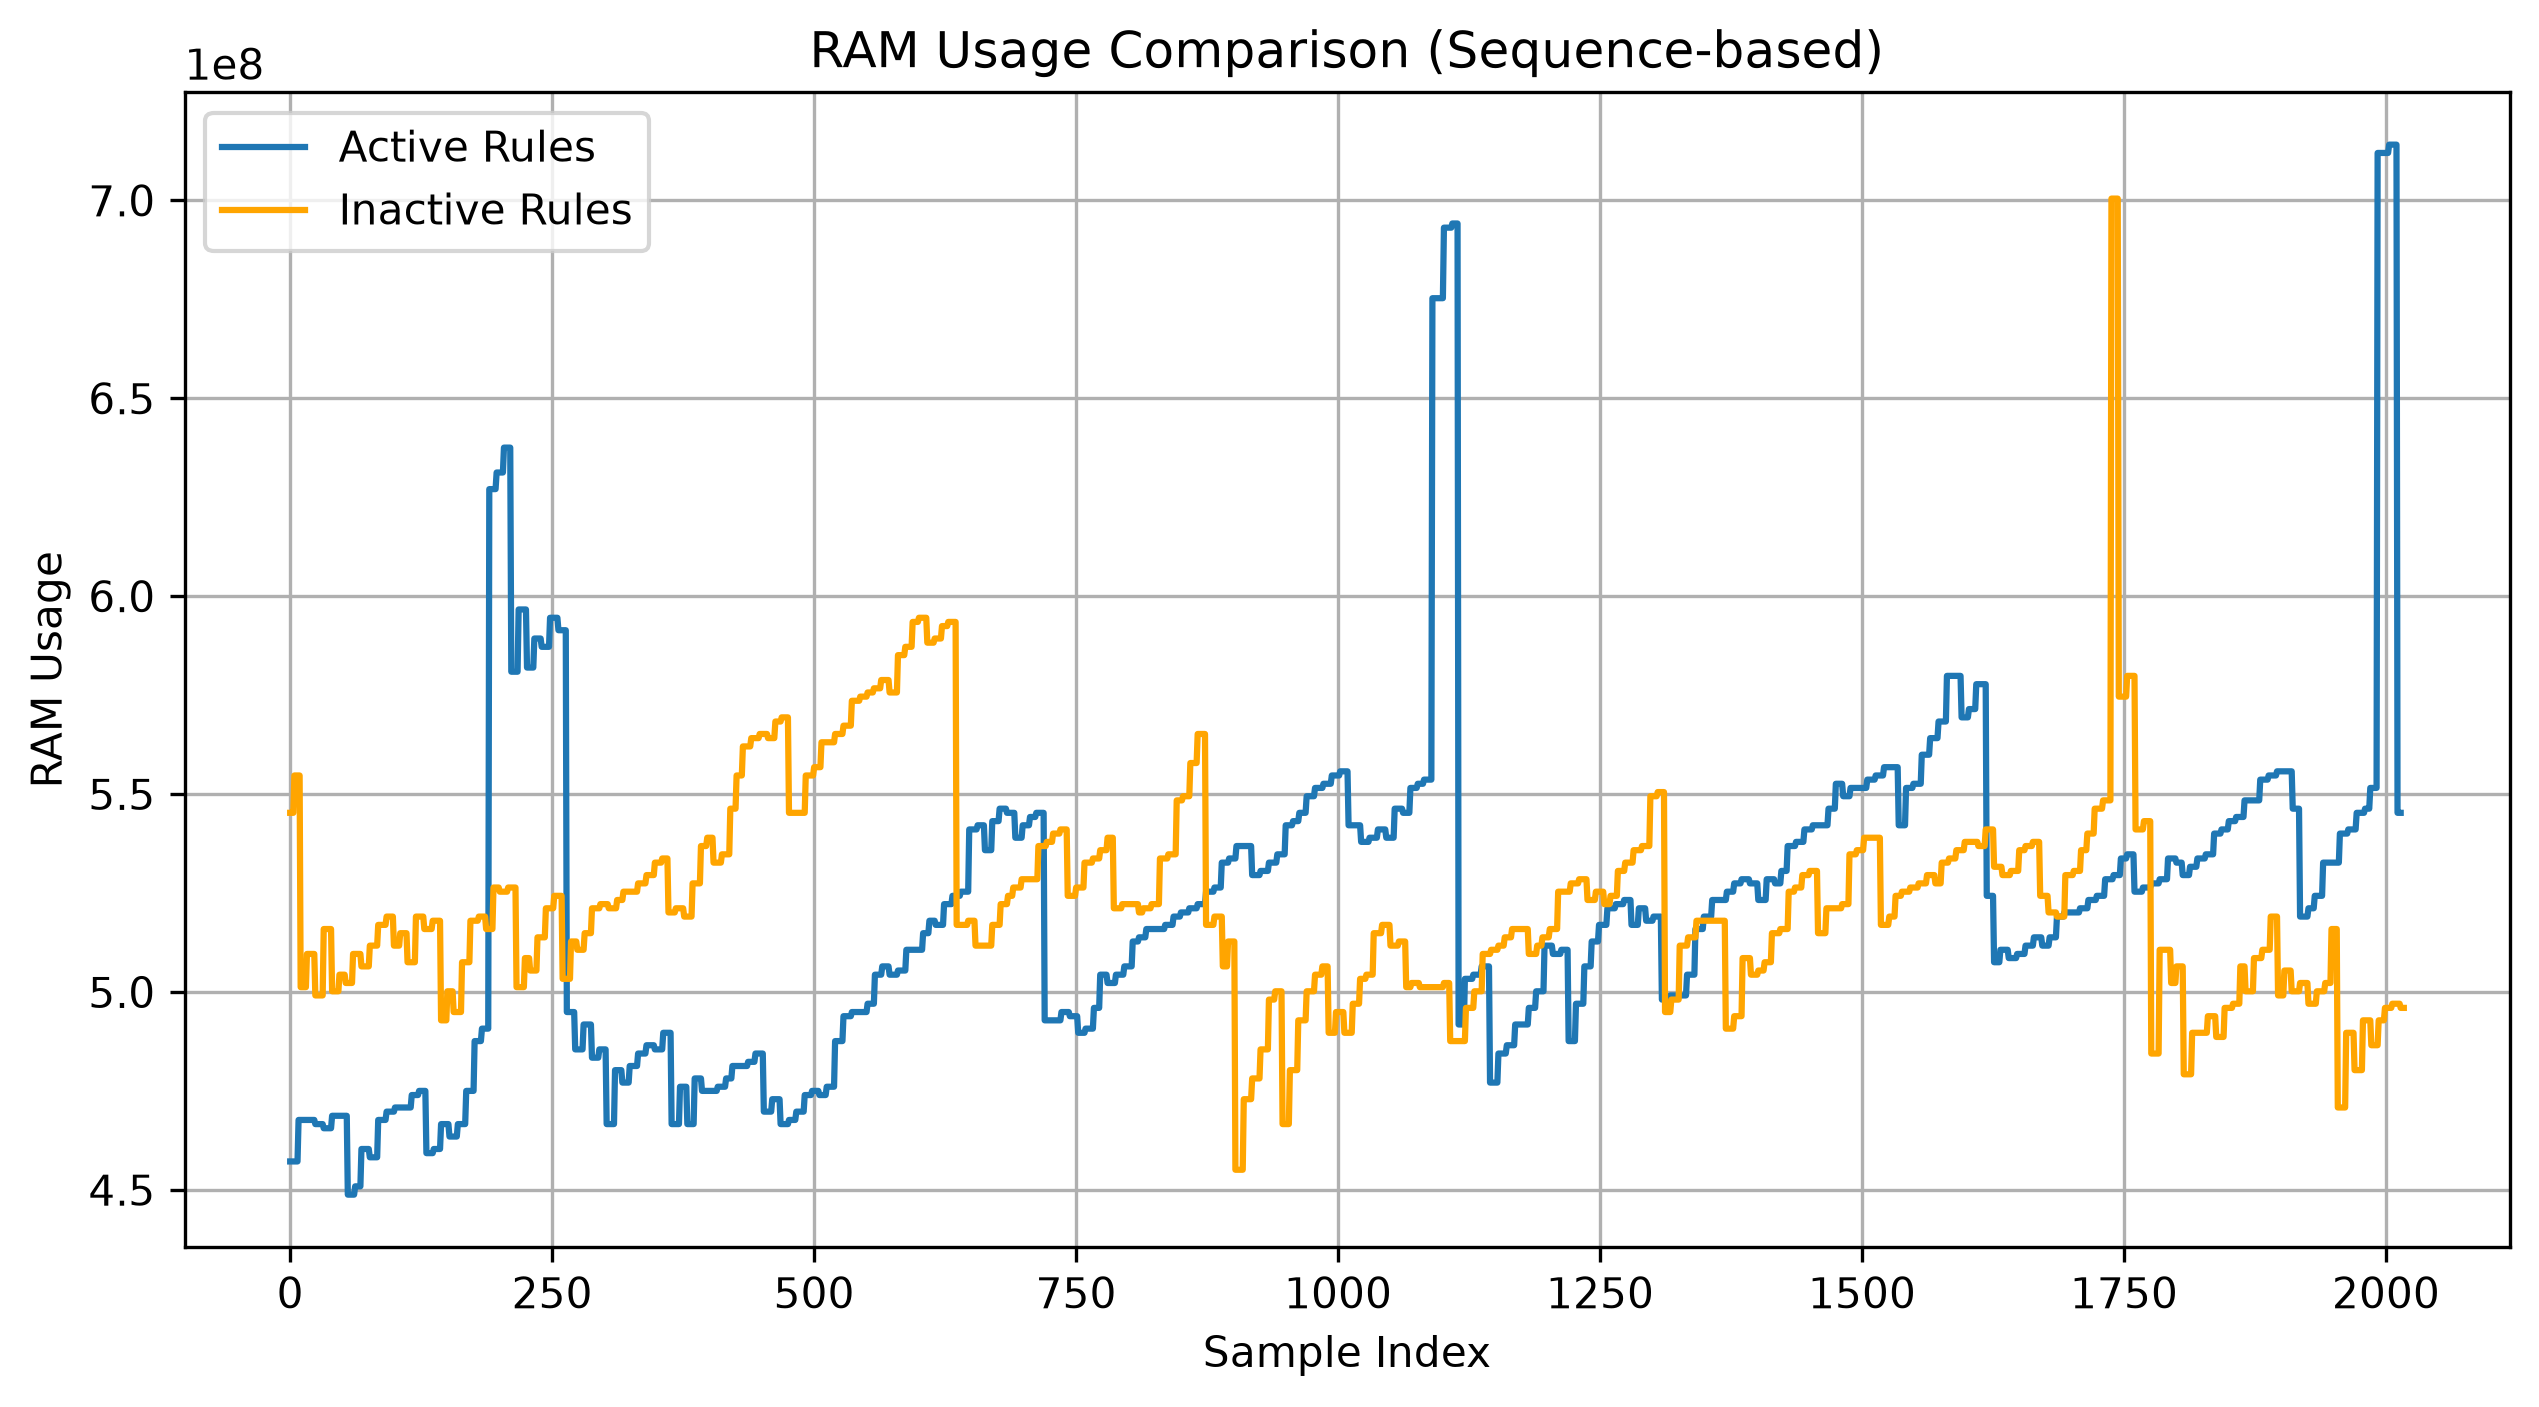 RAM Usage Comparison (Sequence-based)
1e8
Active Rules
Inactive Rules
7.0
6.5
6.0
5.5
5.0
4.5
RAM Usage
0 250 500 750 1000 1250 1500 1750 2000
Sample Index